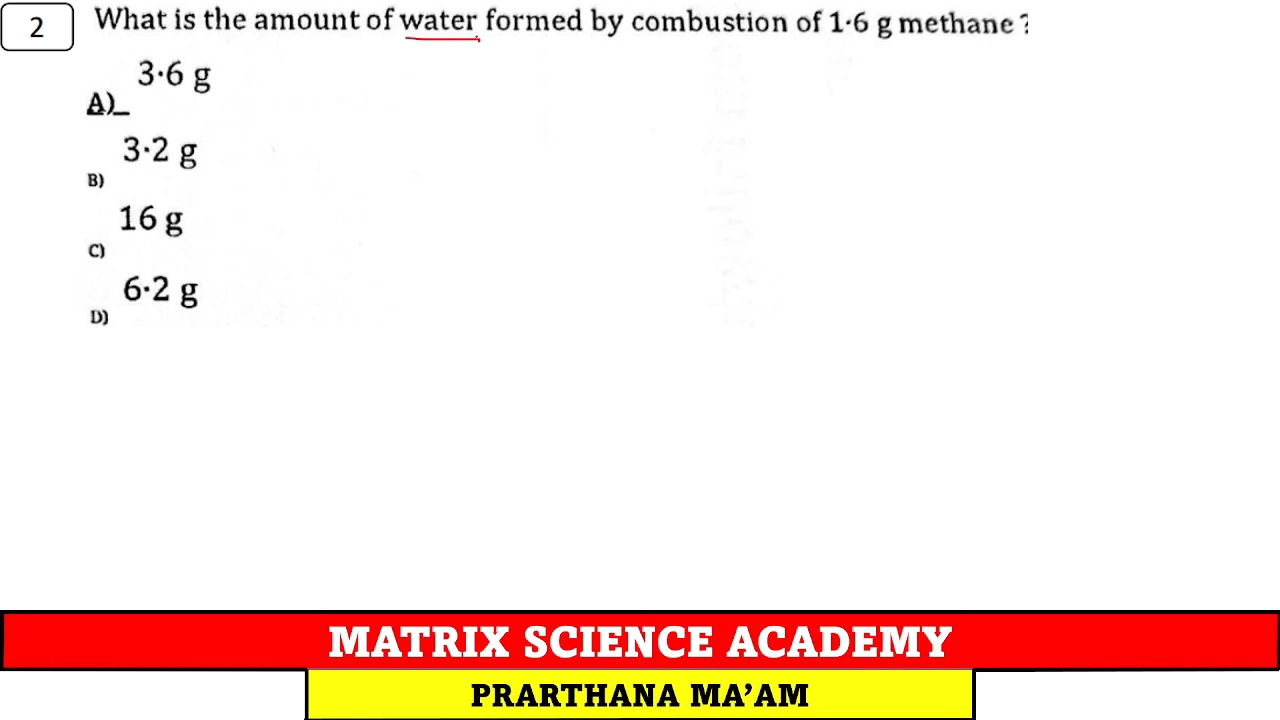 2
What is the amount of water formed by combustion of 1·6 g methane ?
3·6 g
A)
3·2 g
B)
16 g
C)
6·2 g
D)
MATRIX SCIENCE ACADEMY
PRARTHANA MA’AM